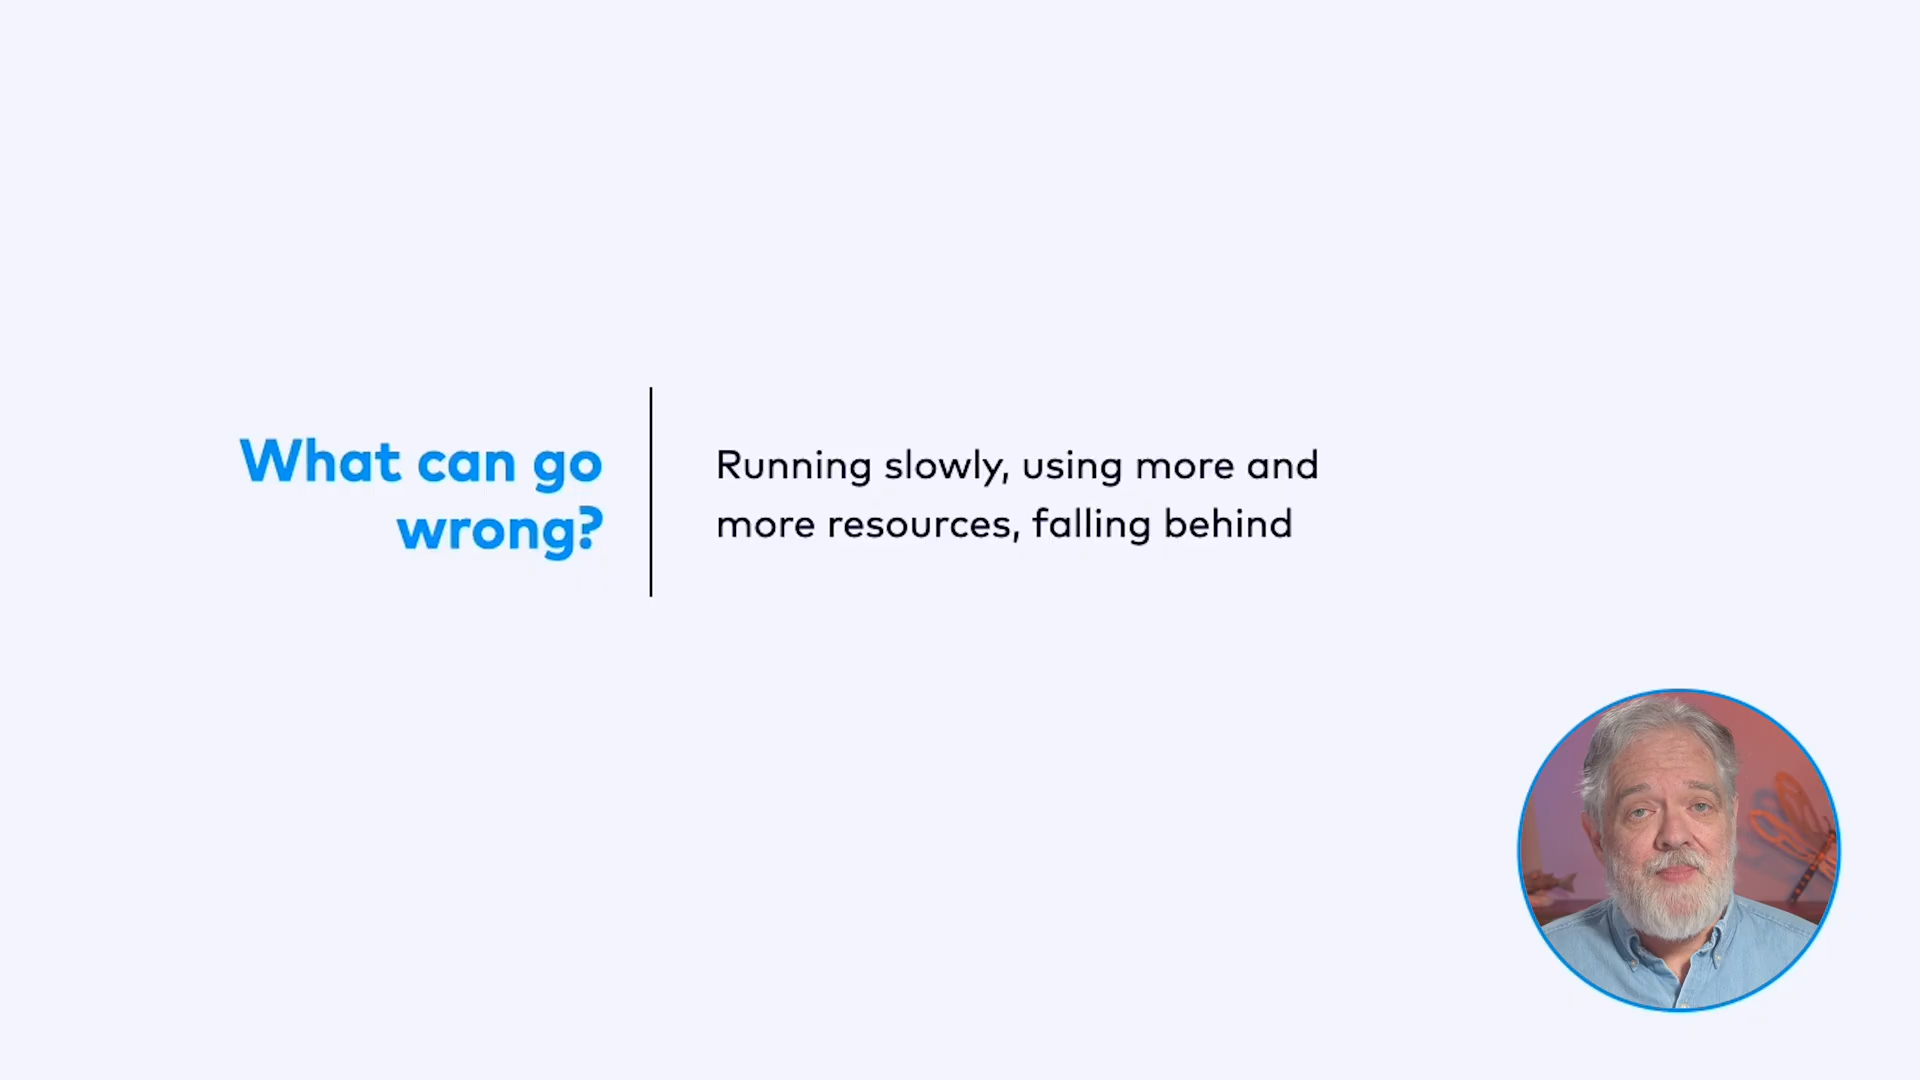 What can go
wrong?
Running slowly, using more and
more resources, falling behind